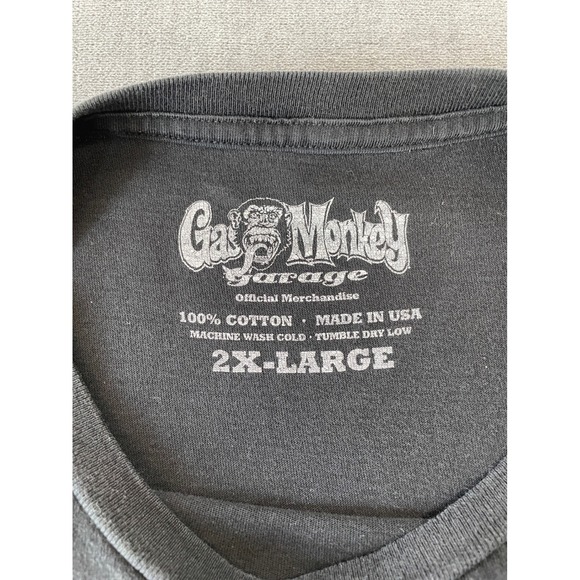 Gas Monkey
garage
Official Merchandise
100% COTTON · MADE IN USA
MACHINE WASH COLD · TUMBLE DRY LOW
2X-LARGE